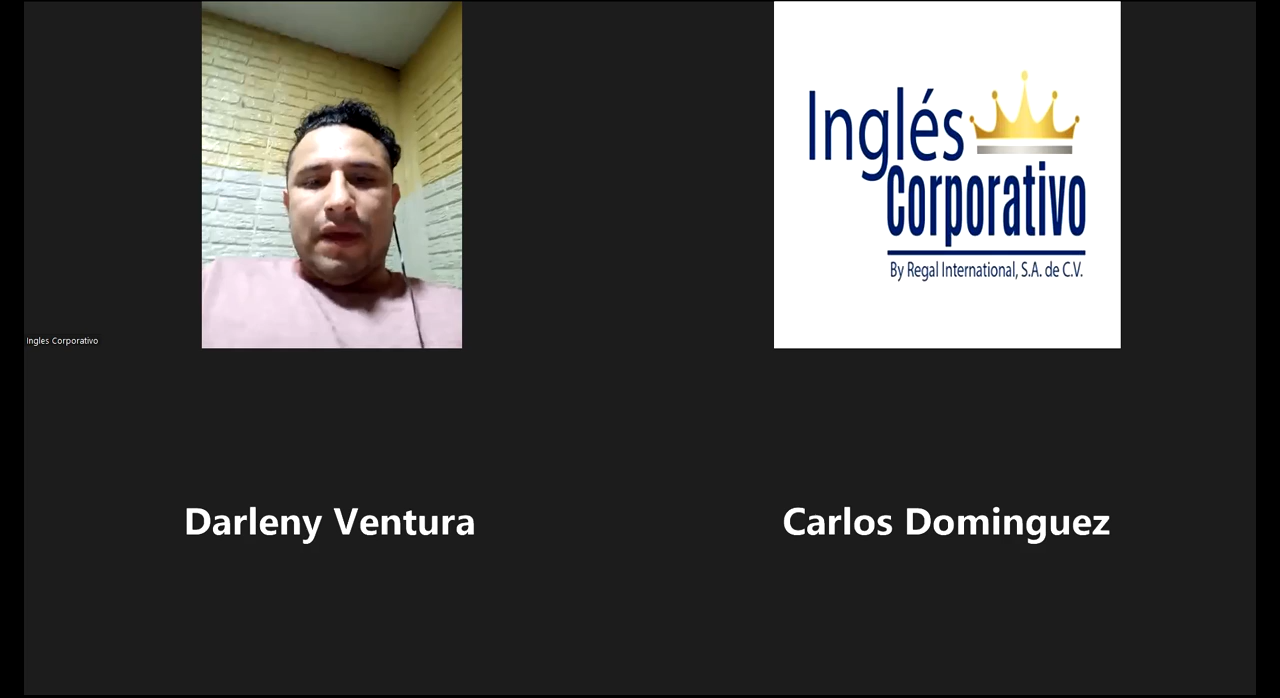 Inglés
Corporativo
By Regal International, S.A. de C.V.
Ingles Corporativo
Darleny Ventura
Carlos Dominguez